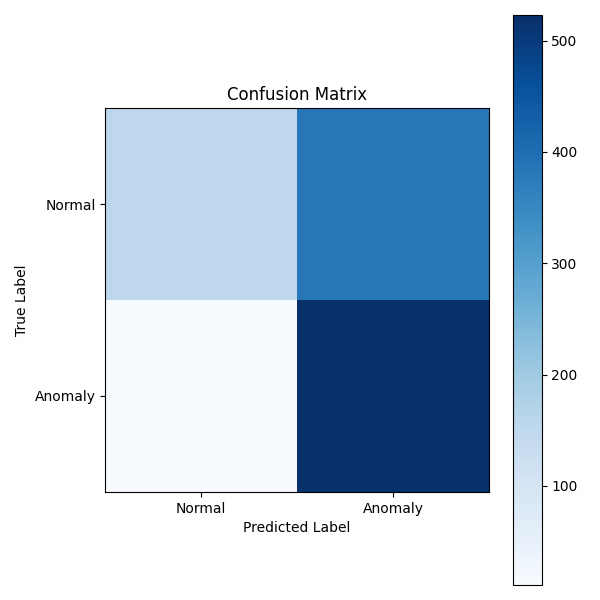 Confusion Matrix
True Label
Normal
Anomaly
Normal
Anomaly
Predicted Label
500
400
300
200
100